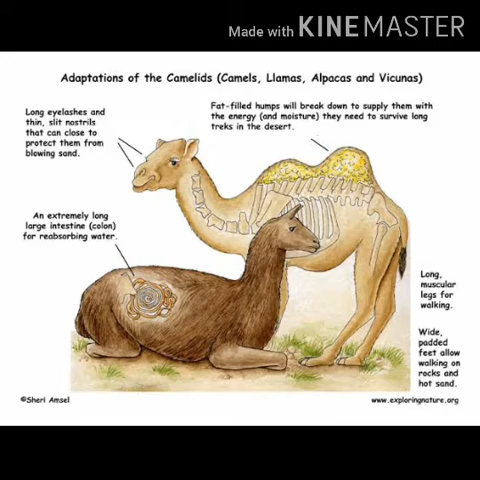 Made with KINEMASTER
Adaptations of the Camelids (Camels, Llamas, Alpacas and Vicunas)
Long eyelashes and
thin, slit nostrils
that can close to
protect them from
blowing sand.
Fat-filled humps will break down to supply them with
the energy (and moisture) they need to survive long
treks in the desert.
An extremely long
large intestine (colon)
for reabsorbing water.
Long,
muscular
legs for
walking.
Wide,
padded
feet allow
walking on
rocks and
hot sand.
©Sheri Amsel
www.exploringnature.org